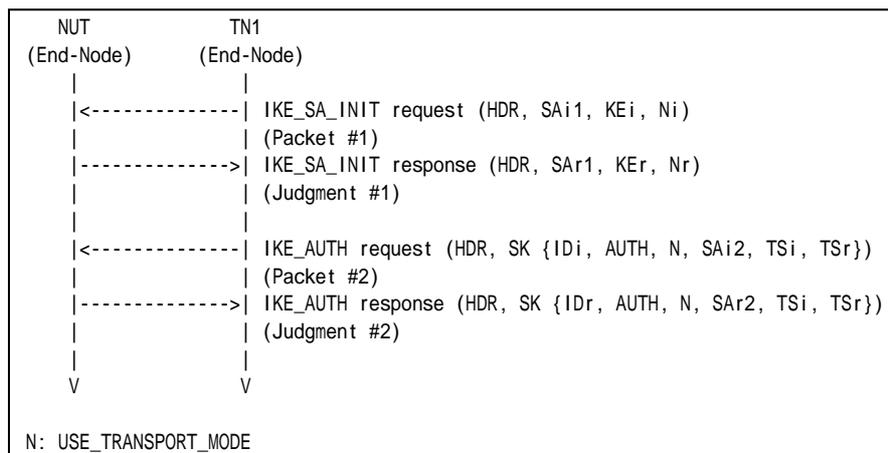 NUT TN1
(End-Node) (End-Node)
| |
|<--------------| IKE_SA_INIT request (HDR, SAi1, KEi, Ni)
| | (Packet #1)
|-------------->| IKE_SA_INIT response (HDR, SAr1, KEr, Nr)
| | (Judgment #1)
| |
|<--------------| IKE_AUTH request (HDR, SK {IDi, AUTH, N, SAi2, TSi, TSr})
| | (Packet #2)
|-------------->| IKE_AUTH response (HDR, SK {IDr, AUTH, N, SAr2, TSi, TSr})
| | (Judgment #2)
| |
V V
N: USE_TRANSPORT_MODE